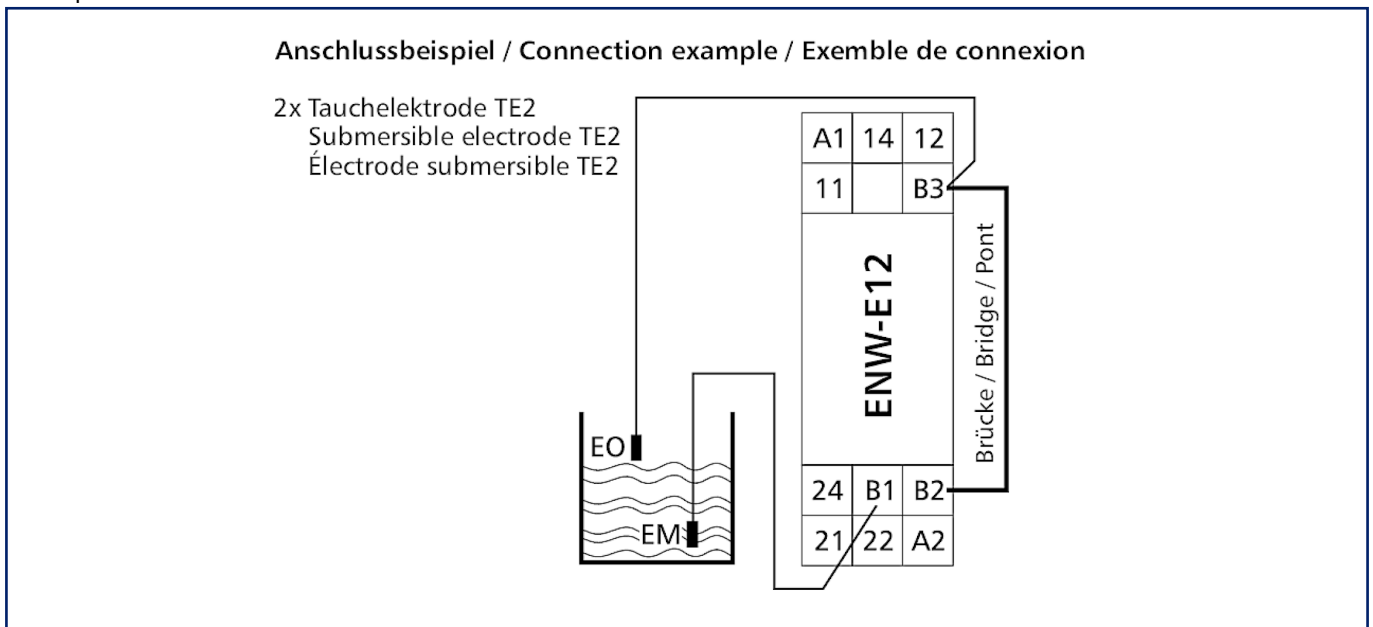 Anschlussbeispiel / Connection example / Exemble de connexion
2x Tauchelektrode TE2
Submersible electrode TE2
Électrode submersible TE2
A1 14 12
11 B3
ENW-E12
Brücke / Bridge / Pont
EO
EM
24 B1 B2
21 22 A2